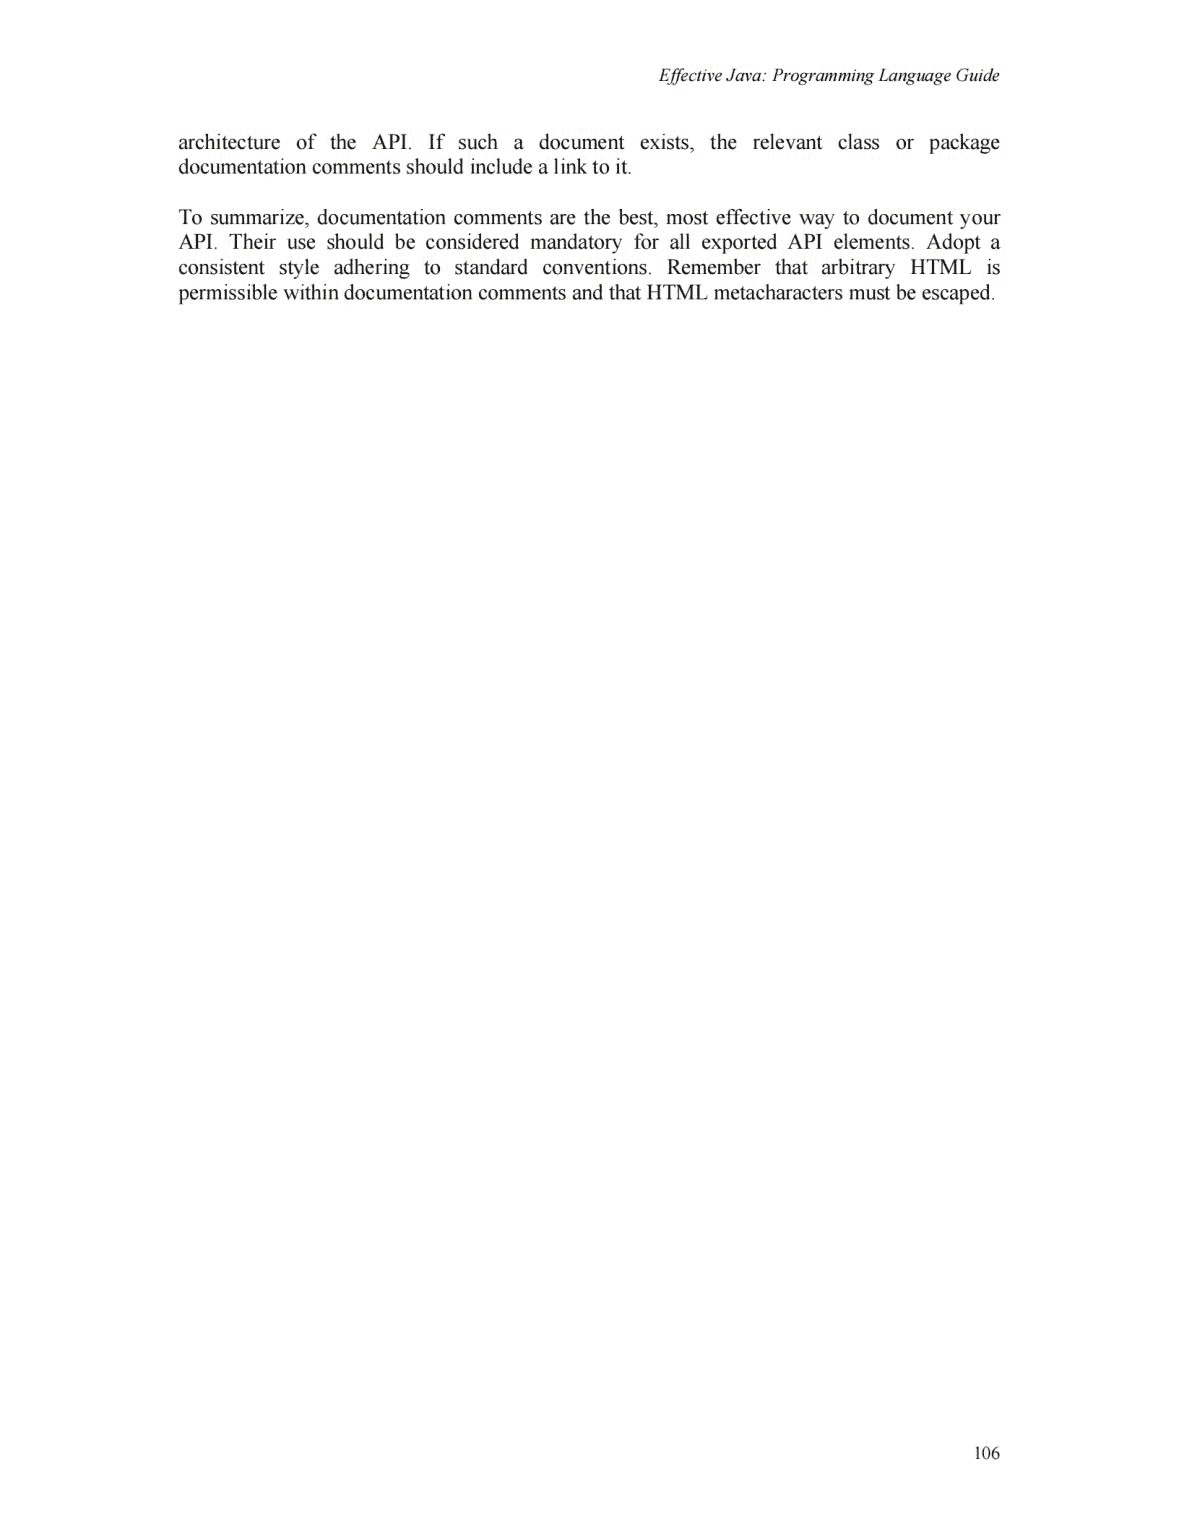 Effective Java: Programming Language Guide
architecture of the API. If such a document exists, the relevant class or package
documentation comments should include a link to it.
To summarize, documentation comments are the best, most effective way to document your
API. Their use should be considered mandatory for all exported API elements. Adopt a
consistent style adhering to standard conventions. Remember that arbitrary HTML is
permissible within documentation comments and that HTML metacharacters must be escaped.
106